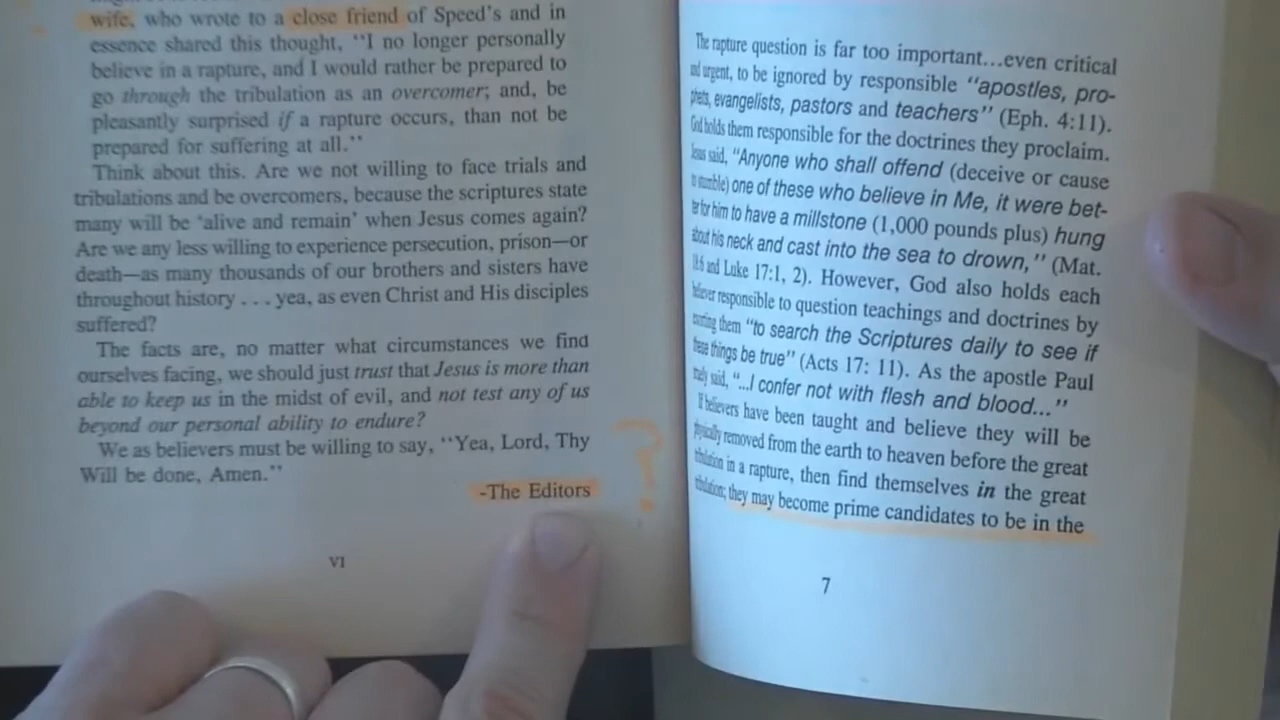 wife, who wrote to a close friend of Speed's and in
essence shared this thought, "I no longer personally
believe in a rapture, and I would rather be prepared to
go through the tribulation as an overcomer; and, be
pleasantly surprised if a rapture occurs, than not be
prepared for suffering at all."
Think about this. Are we not willing to face trials and
tribulations and be overcomers, because the scriptures state
many will be 'alive and remain' when Jesus comes again?
Are we any less willing to experience persecution, prison—or
death—as many thousands of our brothers and sisters have
throughout history . . . yea, as even Christ and His disciples
suffered?
The facts are, no matter what circumstances we find
ourselves facing, we should just trust that Jesus is more than
able to keep us in the midst of evil, and not test any of us
beyond our personal ability to endure?
We as believers must be willing to say, "Yea, Lord, Thy
Will be done, Amen."
-The Editors
?
VI
The rapture question is far too important...even critical
and urgent, to be ignored by responsible "apostles, pro-
phets, evangelists, pastors and teachers" (Eph. 4:11).
God holds them responsible for the doctrines they proclaim.
Jesus said, "Anyone who shall offend (deceive or cause
to stumble) one of these who believe in Me, it were bet-
ter for him to have a millstone (1,000 pounds plus) hung
about his neck and cast into the sea to drown," (Mat.
18:6 and Luke 17:1, 2). However, God also holds each
believer responsible to question teachings and doctrines by
exorting them "to search the Scriptures daily to see if
these things be true" (Acts 17: 11). As the apostle Paul
said, "...I confer not with flesh and blood..."
If believers have been taught and believe they will be
physically removed from the earth to heaven before the great
tribulation in a rapture, then find themselves in the great
tribulation; they may become prime candidates to be in the
7